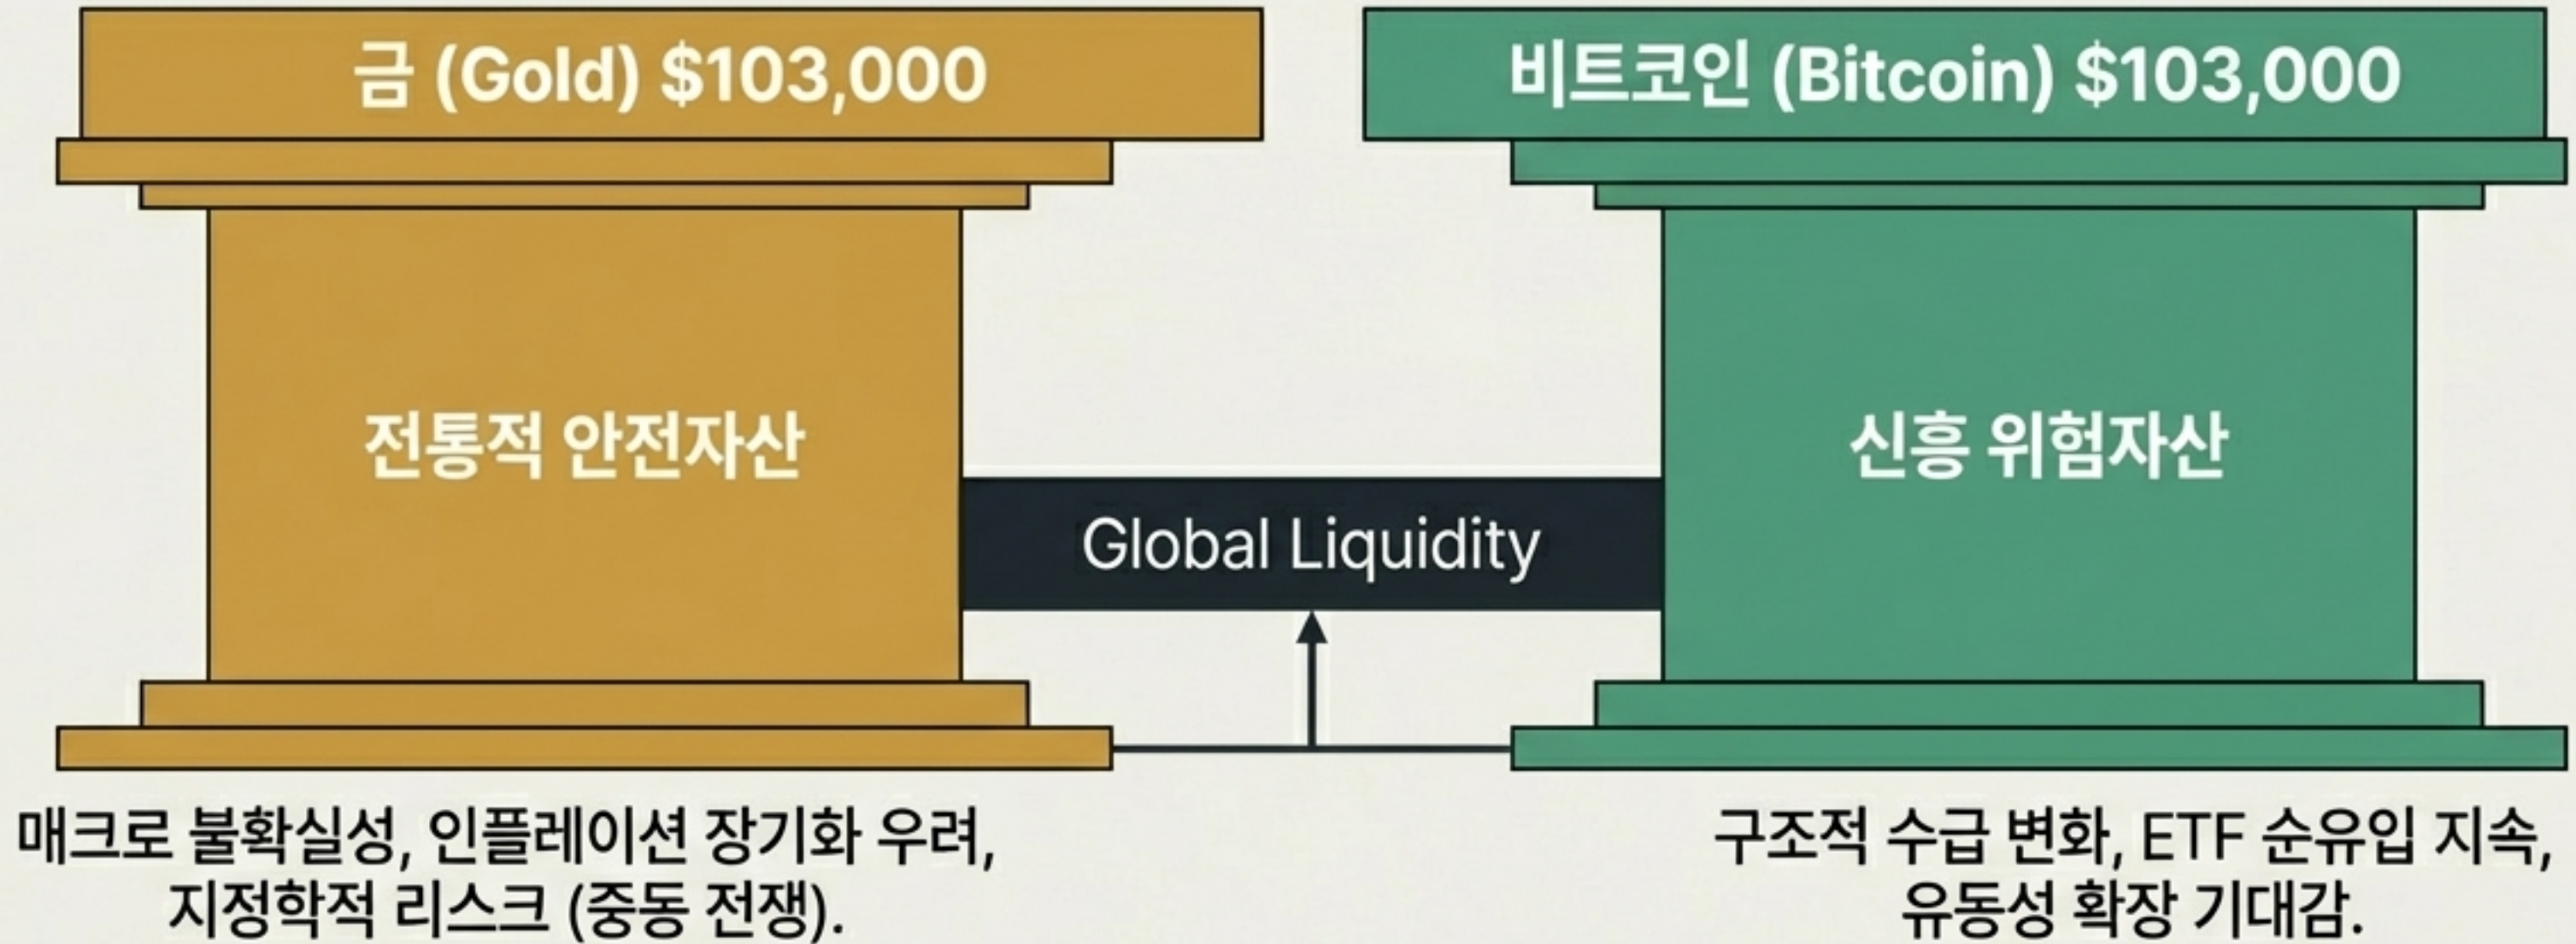 금 (Gold) $103,000
비트코인 (Bitcoin) $103,000
전통적 안전자산
신흥 위험자산
Global Liquidity
매크로 불확실성, 인플레이션 장기화 우려,
지정학적 리스크 (중동 전쟁).
구조적 수급 변화, ETF 순유입 지속,
유동성 확장 기대감.